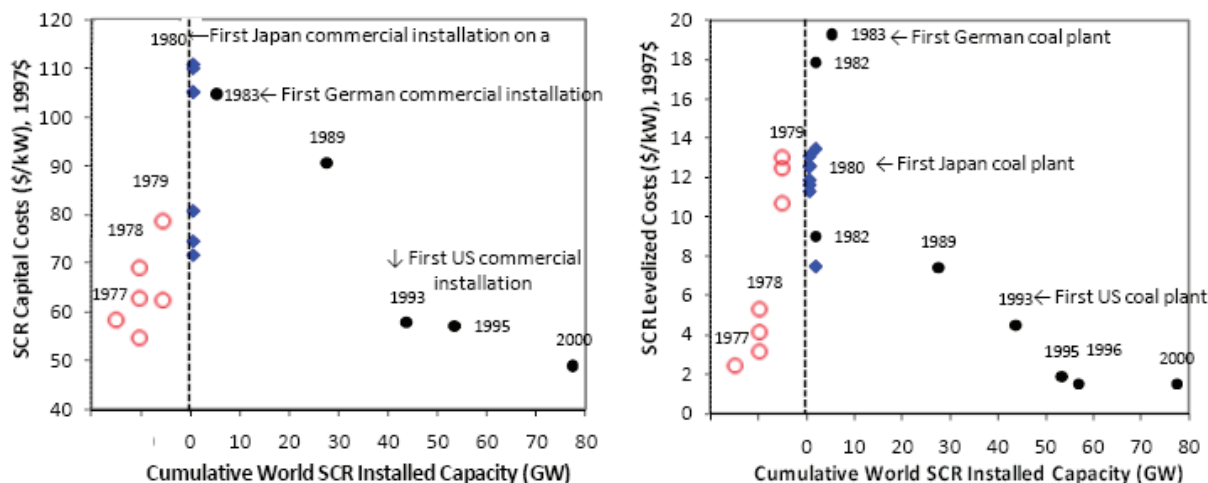 SCR Capital Costs ($/kW), 1997$
120
110
100
90
80
70
60
50
40
1980 ←First Japan commercial installation on a
1983← First German commercial installation
1989
1979
1978
1977
↓ First US commercial
installation
1993
1995
2000
0 10 20 30 40 50 60 70 80
Cumulative World SCR Installed Capacity (GW)
SCR Levelized Costs ($/kW), 1997$
20
18
16
14
12
10
8
6
4
2
0
1983 ← First German coal plant
1982
1979
1980 ← First Japan coal plant
1982
1989
1978
1993← First US coal plant
1977
1995 1996
2000
0 10 20 30 40 50 60 70 80
Cumulative World SCR Installed Capacity (GW)